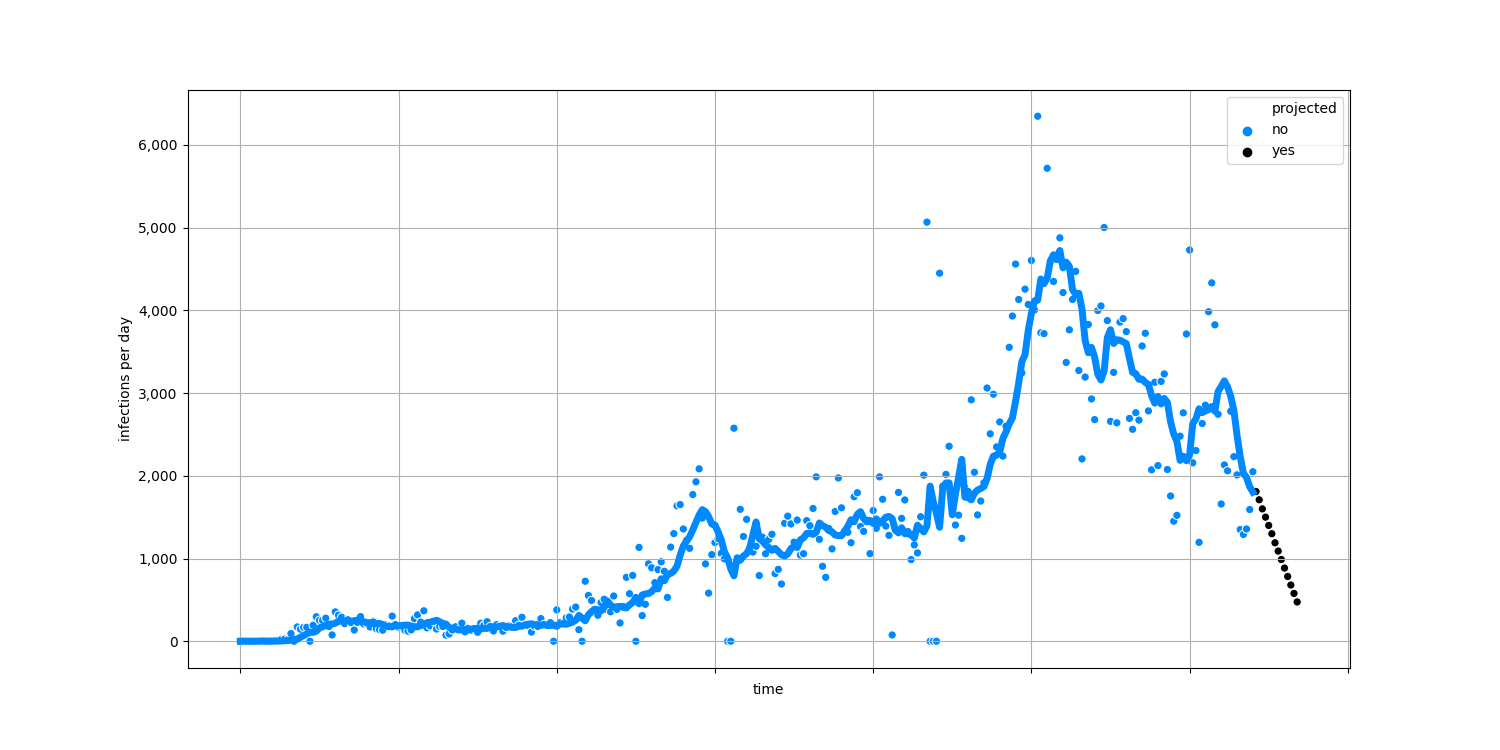 projected
no
yes
6,000
5,000
4,000
3,000
2,000
1,000
0
infections per day
time